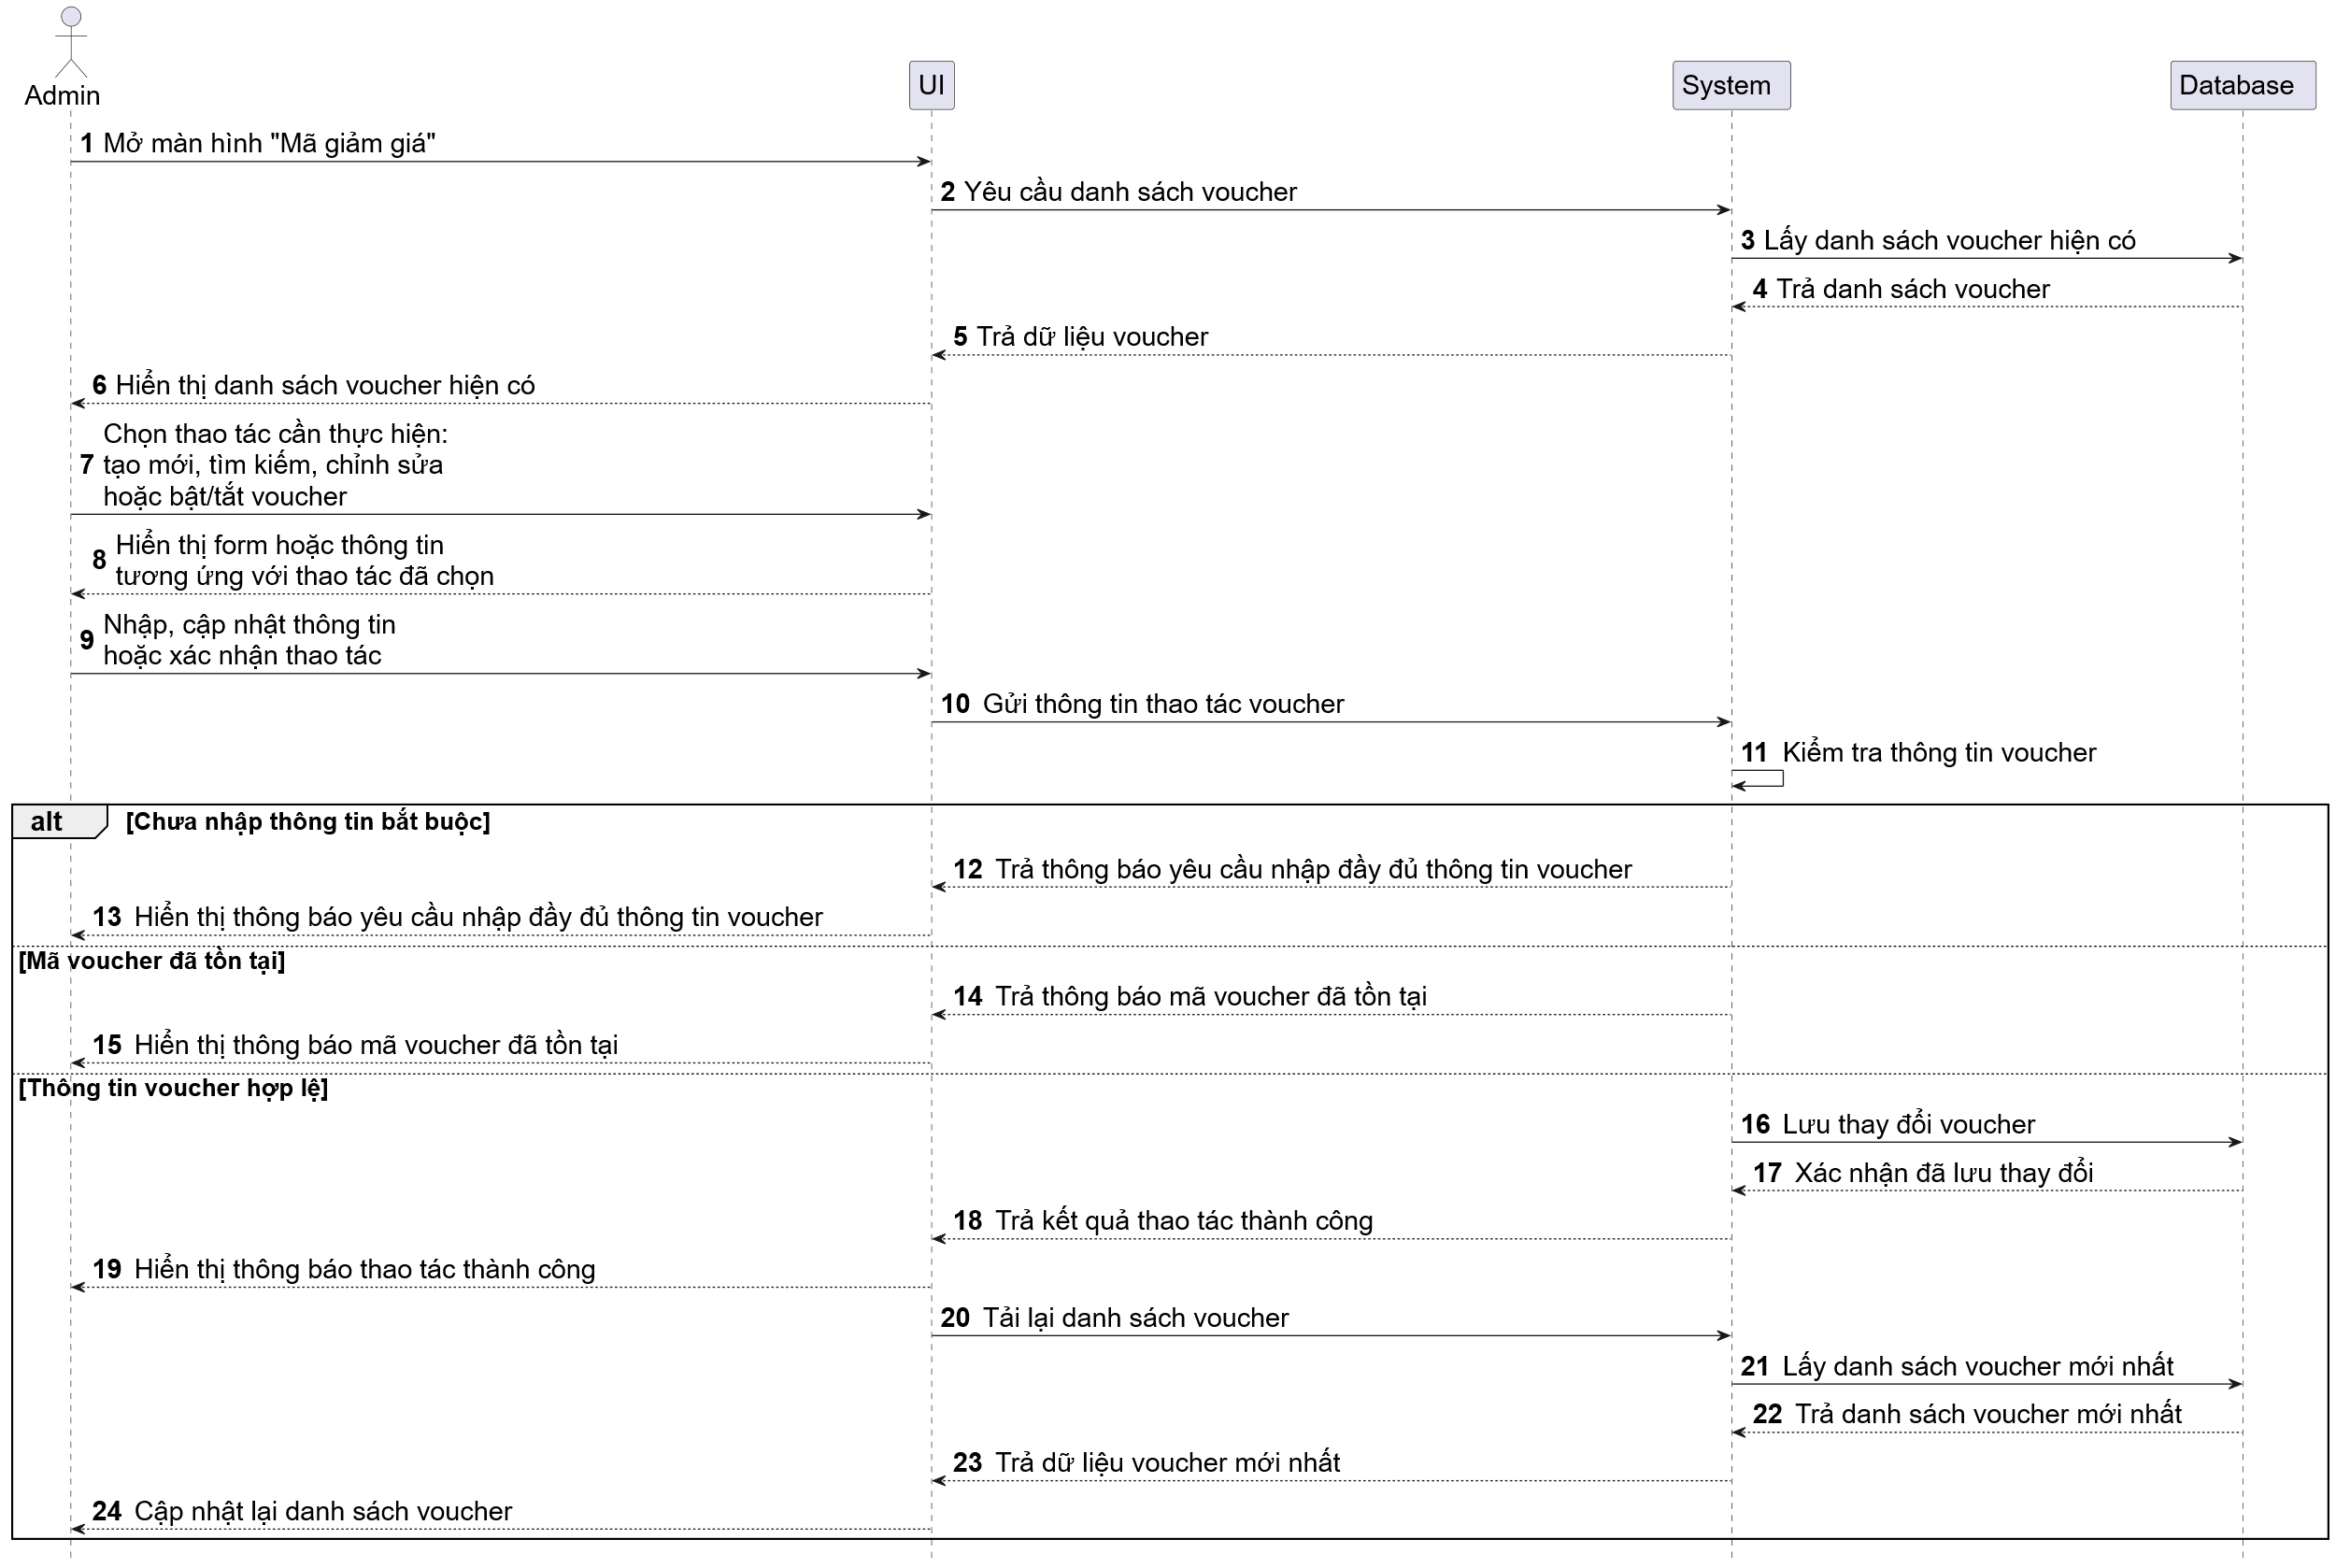 Admin
UI
System
Database
1 Mở màn hình "Mã giảm giá"
2 Yêu cầu danh sách voucher
3 Lấy danh sách voucher hiện có
4 Trả danh sách voucher
5 Trả dữ liệu voucher
6 Hiển thị danh sách voucher hiện có
Chọn thao tác cần thực hiện:
7 tạo mới, tìm kiếm, chỉnh sửa
hoặc bật/tắt voucher
8 Hiển thị form hoặc thông tin
tương ứng với thao tác đã chọn
9 Nhập, cập nhật thông tin
hoặc xác nhận thao tác
10 Gửi thông tin thao tác voucher
11 Kiểm tra thông tin voucher
alt [Chưa nhập thông tin bắt buộc]
12 Trả thông báo yêu cầu nhập đầy đủ thông tin voucher
13 Hiển thị thông báo yêu cầu nhập đầy đủ thông tin voucher
[Mã voucher đã tồn tại]
14 Trả thông báo mã voucher đã tồn tại
15 Hiển thị thông báo mã voucher đã tồn tại
[Thông tin voucher hợp lệ]
16 Lưu thay đổi voucher
17 Xác nhận đã lưu thay đổi
18 Trả kết quả thao tác thành công
19 Hiển thị thông báo thao tác thành công
20 Tải lại danh sách voucher
21 Lấy danh sách voucher mới nhất
22 Trả danh sách voucher mới nhất
23 Trả dữ liệu voucher mới nhất
24 Cập nhật lại danh sách voucher